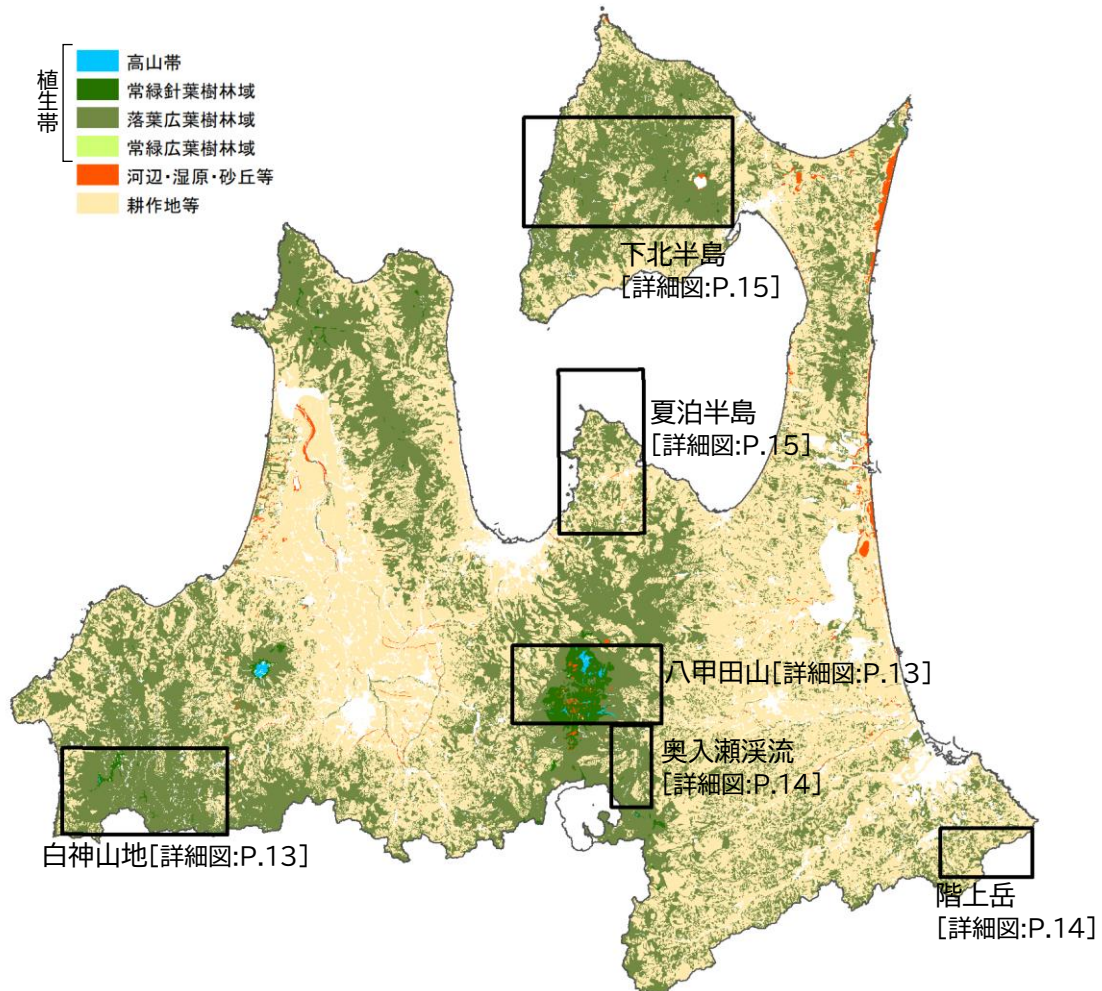 植生帯
高山帯
常緑針葉樹林域
落葉広葉樹林域
常緑広葉樹林域
河辺・湿原・砂丘等
耕作地等
下北半島
[詳細図:P.15]
夏泊半島
[詳細図:P.15]
八甲田山[詳細図:P.13]
奥入瀬渓流
[詳細図:P.14]
白神山地[詳細図:P.13]
階上岳
[詳細図:P.14]